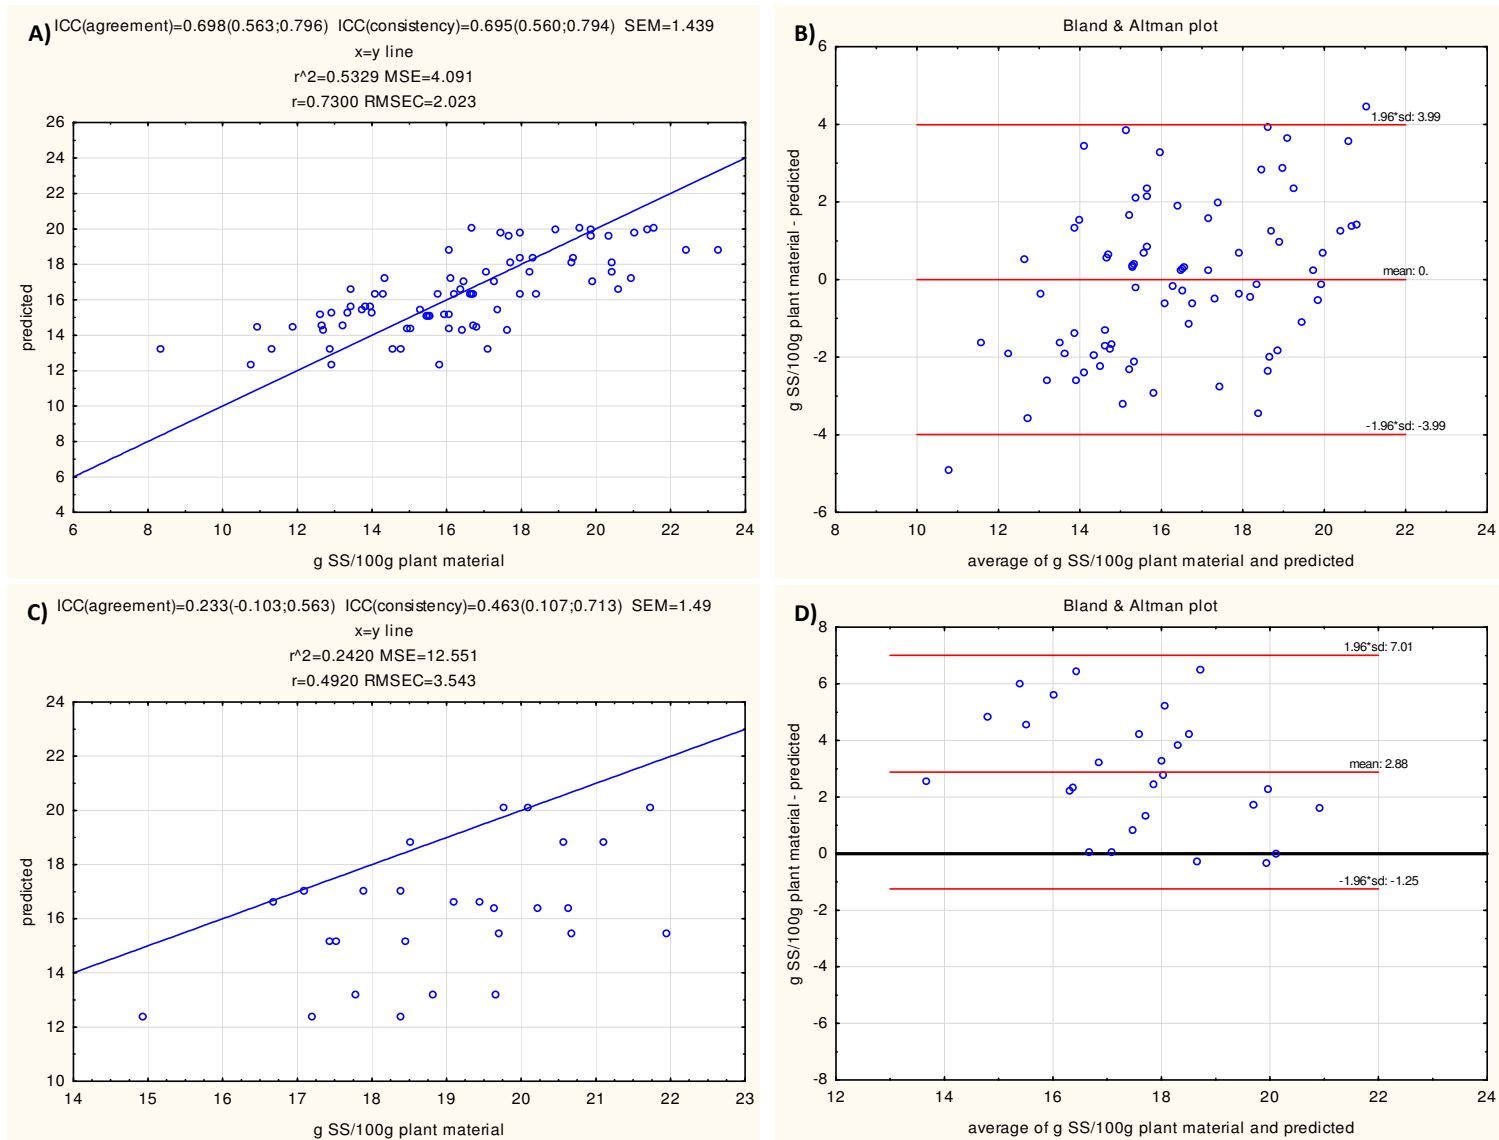 A) ICC(agreement)=0.698(0.563;0.796) ICC(consistency)=0.695(0.560;0.794) SEM=1.439
x=y line
r^2=0.5329 MSE=4.091
r=0.7300 RMSEC=2.023
26
24
22
20
18
16
14
12
10
8
6
4
predicted
6 8 10 12 14 16 18 20 22 24
g SS/100g plant material
B) Bland & Altman plot
6
4
2
0
-2
-4
-6
g SS/100g plant material - predicted
1.96*sd: 3.99
mean: 0.
-1.96*sd: -3.99
8 10 12 14 16 18 20 22 24
average of g SS/100g plant material and predicted
C) ICC(agreement)=0.233(-0.103;0.563) ICC(consistency)=0.463(0.107;0.713) SEM=1.49
x=y line
r^2=0.2420 MSE=12.551
r=0.4920 RMSEC=3.543
24
22
20
18
16
14
12
10
predicted
14 15 16 17 18 19 20 21 22 23
g SS/100g plant material
D) Bland & Altman plot
8
6
4
2
0
-2
-4
-6
-8
g SS/100g plant material - predicted
1.96*sd: 7.01
mean: 2.88
-1.96*sd: -1.25
12 14 16 18 20 22 24
average of g SS/100g plant material and predicted